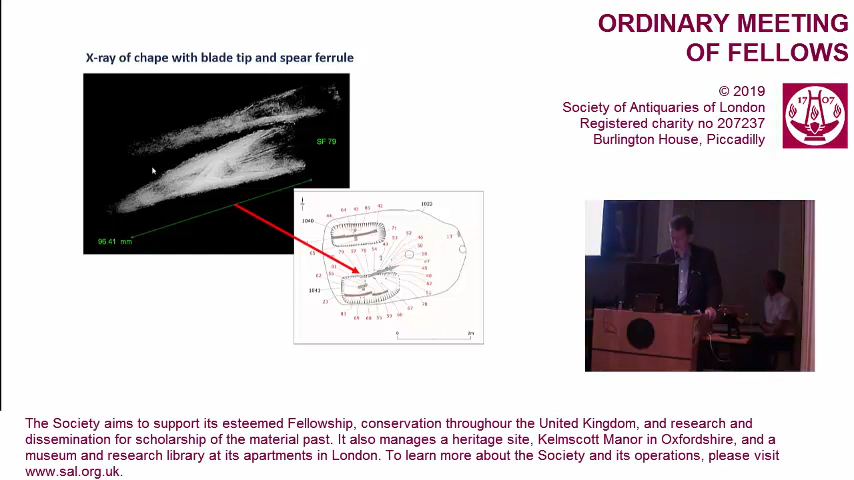 ORDINARY MEETING
OF FELLOWS
X-ray of chape with blade tip and spear ferrule
© 2019
Society of Antiquaries of London
Registered charity no 207237
Burlington House, Piccadilly
17 07
SF 79
96.41 mm
1022
1040
1041
The Society aims to support its esteemed Fellowship, conservation throughour the United Kingdom, and research and
dissemination for scholarship of the material past. It also manages a heritage site, Kelmscott Manor in Oxfordshire, and a
museum and research library at its apartments in London. To learn more about the Society and its operations, please visit
www.sal.org.uk.